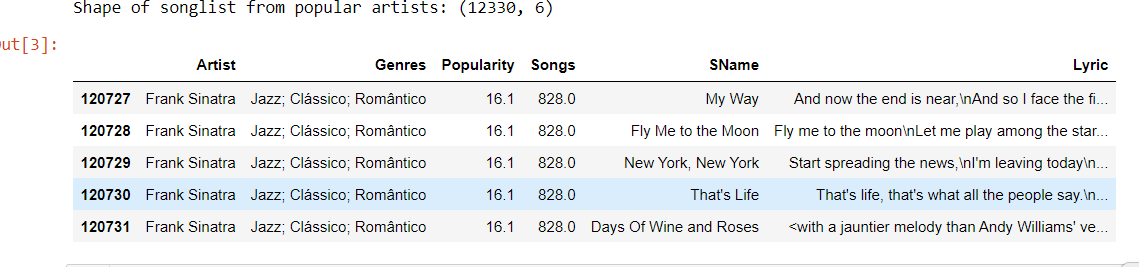 Shape of songlist from popular artists: (12330, 6)
ut[3]:
Artist Genres Popularity Songs SName Lyric
120727 Frank Sinatra Jazz; Clássico; Romântico 16.1 828.0 My Way And now the end is near,\nAnd so I face the fi...
120728 Frank Sinatra Jazz; Clássico; Romântico 16.1 828.0 Fly Me to the Moon Fly me to the moon\nLet me play among the star...
120729 Frank Sinatra Jazz; Clássico; Romântico 16.1 828.0 New York, New York Start spreading the news,\nI'm leaving today\n...
120730 Frank Sinatra Jazz; Clássico; Romântico 16.1 828.0 That's Life That's life, that's what all the people say.\n...
120731 Frank Sinatra Jazz; Clássico; Romântico 16.1 828.0 Days Of Wine and Roses <with a jauntier melody than Andy Williams' ve...